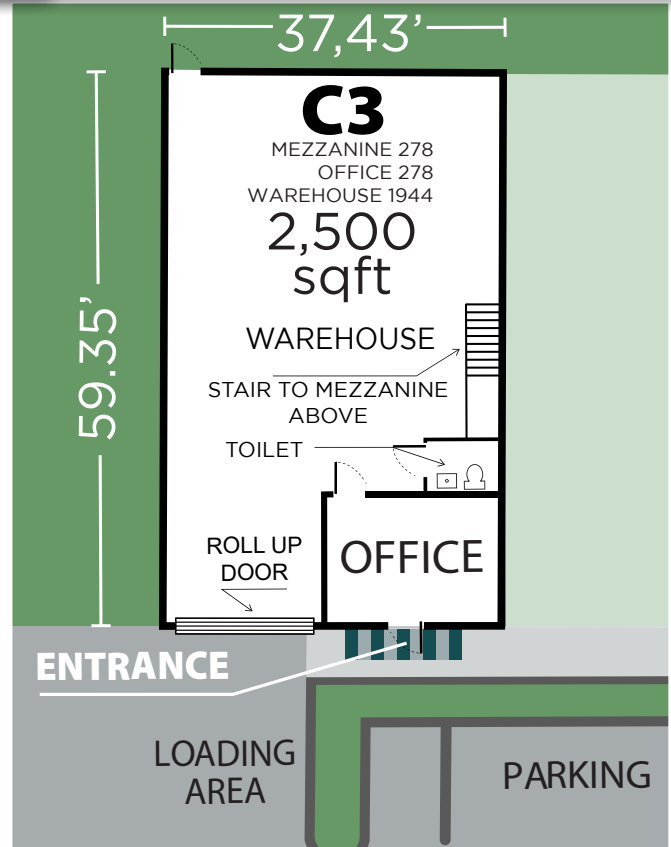 37,43’
C3
MEZZANINE 278
OFFICE 278
WAREHOUSE 1944
2,500
sqft
59.35’
WAREHOUSE
STAIR TO MEZZANINE
ABOVE
TOILET
ROLL UP
DOOR
OFFICE
ENTRANCE
LOADING
AREA
PARKING